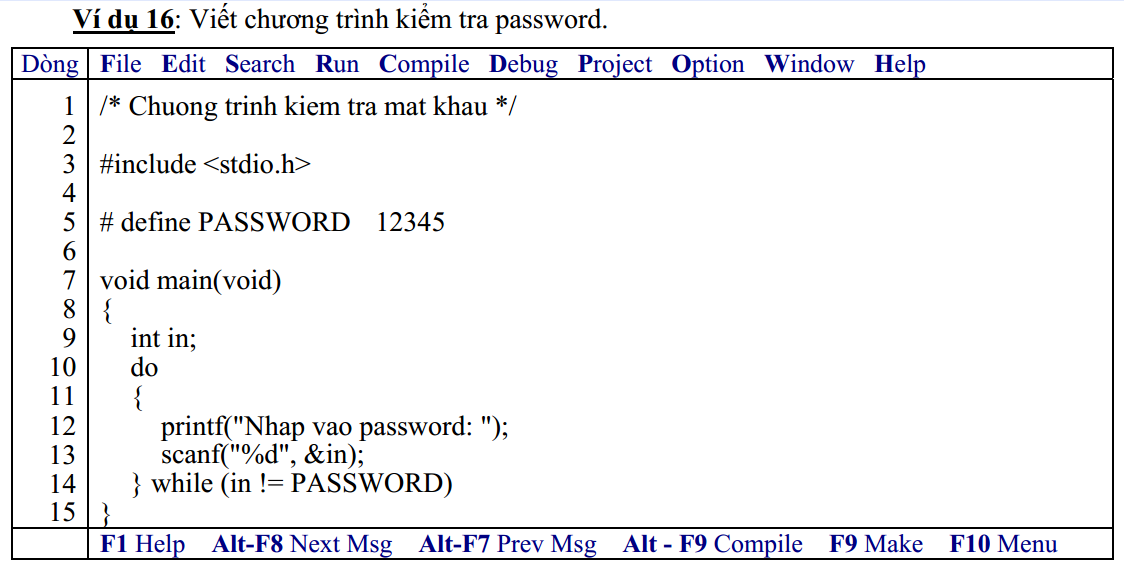 Ví dụ 16: Viết chương trình kiểm tra password.
Dòng File Edit Search Run Compile Debug Project Option Window Help
1 /* Chuong trinh kiem tra mat khau */
2
3 #include <stdio.h>
4
5 # define PASSWORD 12345
6
7 void main(void)
8 {
9 int in;
10 do
11 {
12 printf("Nhap vao password: ");
13 scanf("%d", &in);
14 } while (in != PASSWORD)
15 }
F1 Help Alt-F8 Next Msg Alt-F7 Prev Msg Alt - F9 Compile F9 Make F10 Menu